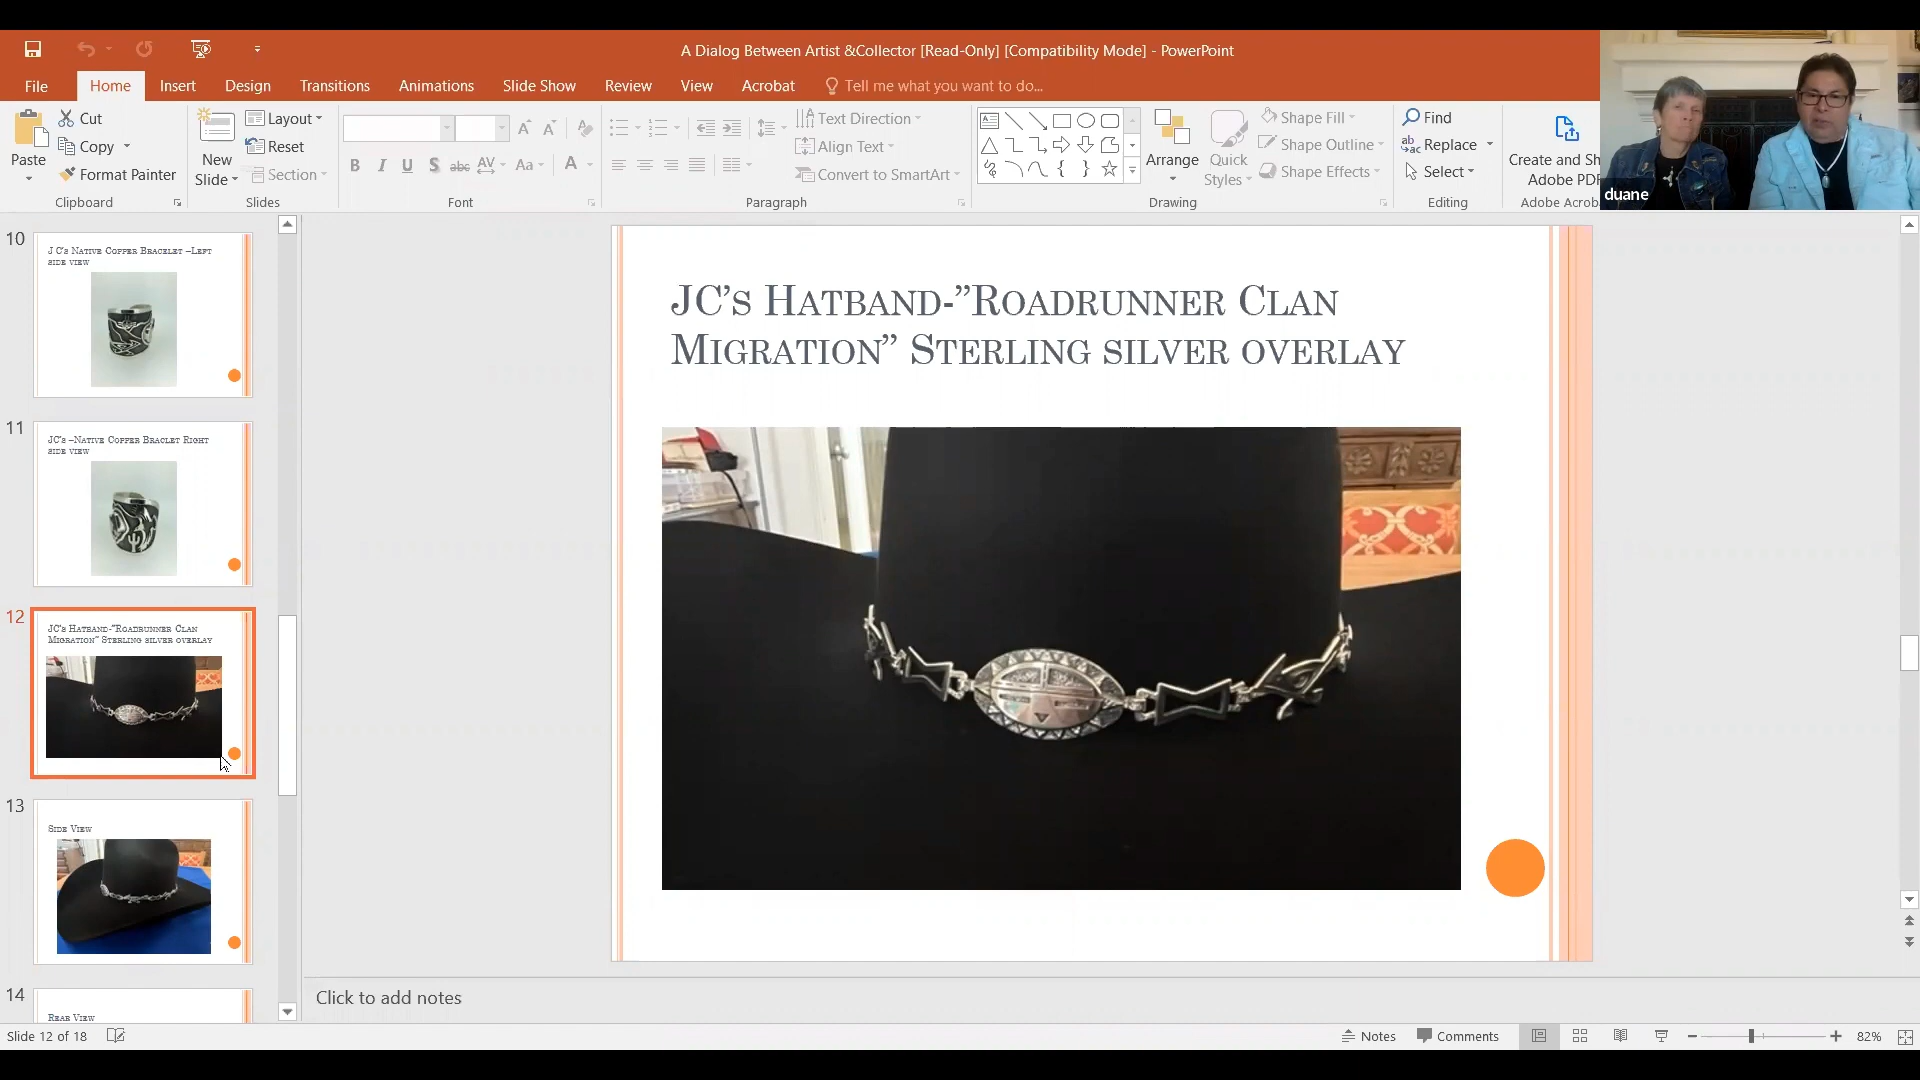 A Dialog Between Artist &Collector [Read-Only] [Compatibility Mode] - PowerPoint
File Home Insert Design Transitions Animations Slide Show Review View Acrobat Tell me what you want to do...
Paste
Cut
Copy
Format Painter
Clipboard
New
Slide
Layout
Reset
Section
Slides
B I U S abc AV Aa A
Font
Text Direction
Align Text
Convert to SmartArt
Paragraph
Arrange
Quick
Styles
Shape Fill
Shape Outline
Shape Effects
Drawing
Find
Replace
Select
Editing
Create and Sh
Adobe PDF
Adobe Acroba
duane
10
J C's Native Copper Bracelet –Left
side view
11
JC's –Native Copper Braclet Right
side view
12
JC's Hatband-”Roadrunner Clan
Migration” Sterling silver overlay
13
Side View
14
Rear View
JC’s Hatband-”Roadrunner Clan
Migration” Sterling silver overlay
Click to add notes
Slide 12 of 18
Notes Comments 82%